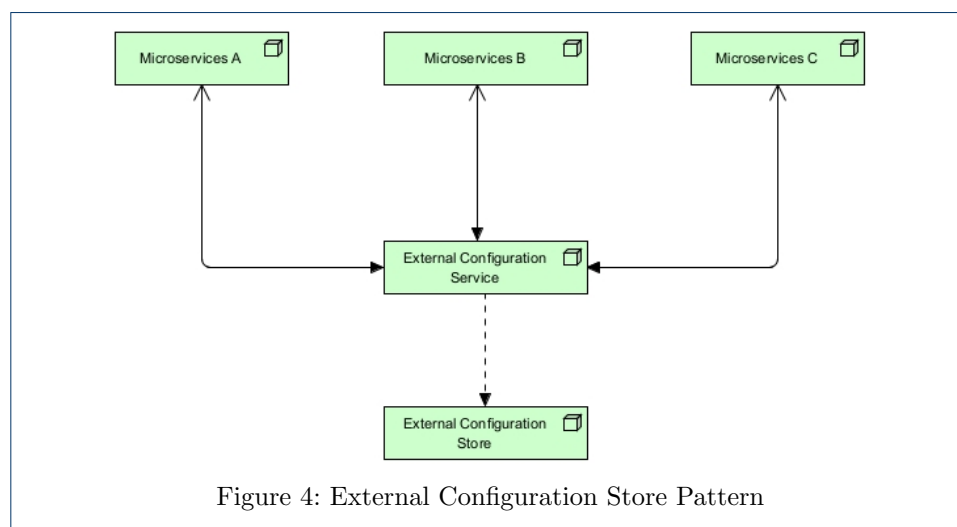 Microservices A
Microservices B
Microservices C
External Configuration
Service
External Configuration
Store
Figure 4: External Configuration Store Pattern